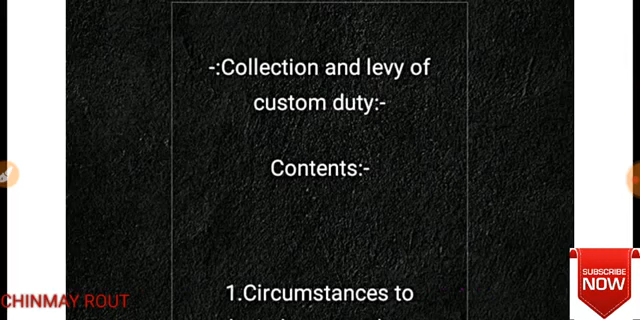 -:Collection and levy of
custom duty:-
Contents:-
1.Circumstances to
CHINMAY ROUT
SUBSCRIBE
NOW